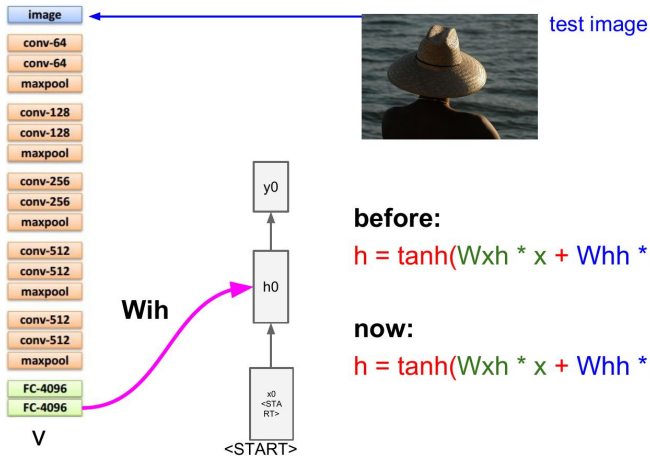 image
test image
conv-64
conv-64
maxpool
conv-128
conv-128
maxpool
conv-256
conv-256
maxpool
conv-512
conv-512
maxpool
conv-512
conv-512
maxpool
FC-4096
FC-4096
V
Wih
y0
h0
x0
<STA
RT>
<START>
before:
h = tanh(Wxh * x + Whh *
now:
h = tanh(Wxh * x + Whh *